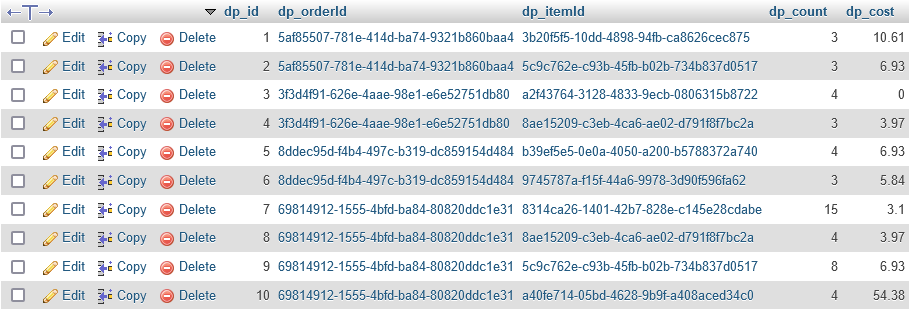 dp_id dp_orderId dp_itemId dp_count dp_cost
Edit Copy Delete 1 5af85507-781e-414d-ba74-9321b860baa4 3b20f5f5-10dd-4898-94fb-ca8626cec875 3 10.61
Edit Copy Delete 2 5af85507-781e-414d-ba74-9321b860baa4 5c9c762e-c93b-45fb-b02b-734b837d0517 3 6.93
Edit Copy Delete 3 3f3d4f91-626e-4aae-98e1-e6e52751db80 a2f43764-3128-4833-9ecb-0806315b8722 4 0
Edit Copy Delete 4 3f3d4f91-626e-4aae-98e1-e6e52751db80 8ae15209-c3eb-4ca6-ae02-d791f8f7bc2a 3 3.97
Edit Copy Delete 5 8ddec95d-f4b4-497c-b319-dc859154d484 b39ef5e5-0e0a-4050-a200-b5788372a740 4 6.93
Edit Copy Delete 6 8ddec95d-f4b4-497c-b319-dc859154d484 9745787a-f15f-44a6-9978-3d90f596fa62 3 5.84
Edit Copy Delete 7 69814912-1555-4bfd-ba84-80820ddc1e31 8314ca26-1401-42b7-828e-c145e28cdabe 15 3.1
Edit Copy Delete 8 69814912-1555-4bfd-ba84-80820ddc1e31 8ae15209-c3eb-4ca6-ae02-d791f8f7bc2a 4 3.97
Edit Copy Delete 9 69814912-1555-4bfd-ba84-80820ddc1e31 5c9c762e-c93b-45fb-b02b-734b837d0517 8 6.93
Edit Copy Delete 10 69814912-1555-4bfd-ba84-80820ddc1e31 a40fe714-05bd-4628-9b9f-a408aced34c0 4 54.38